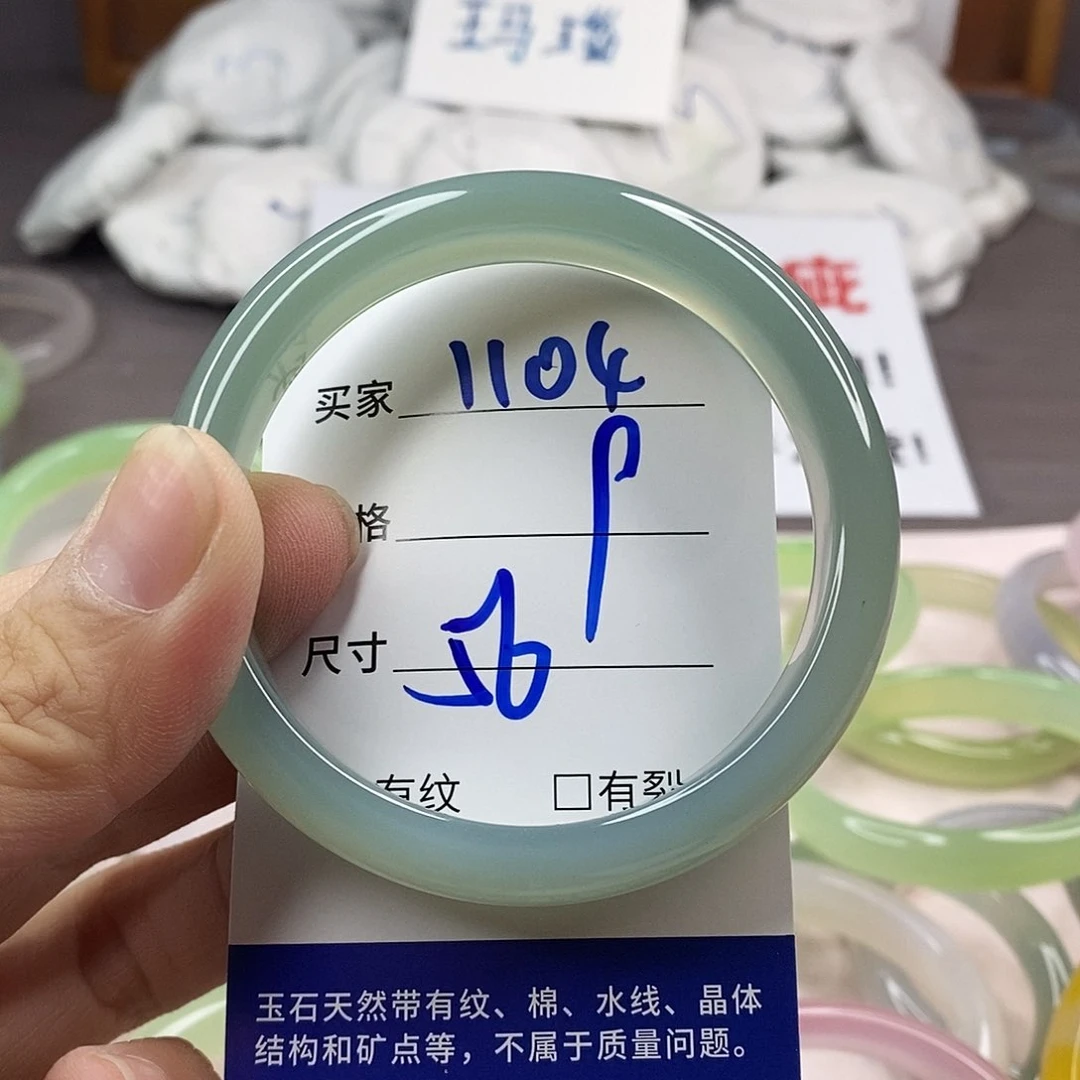 玛瑙
疵
!
!
买家 1104
格 P
尺寸 56
有纹 □有裂
玉石天然带有纹、棉、水线、晶体
结构和矿点等，不属于质量问题。